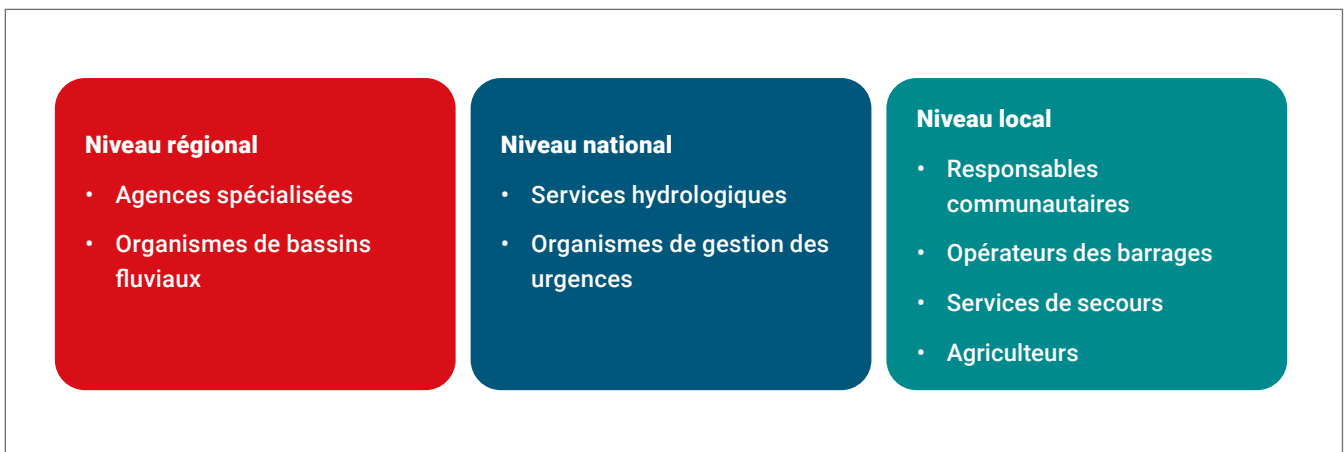 Niveau régional
• Agences spécialisées
• Organismes de bassins
fluviaux
Niveau national
• Services hydrologiques
• Organismes de gestion des
urgences
Niveau local
• Responsables
communautaires
• Opérateurs des barrages
• Services de secours
• Agriculteurs